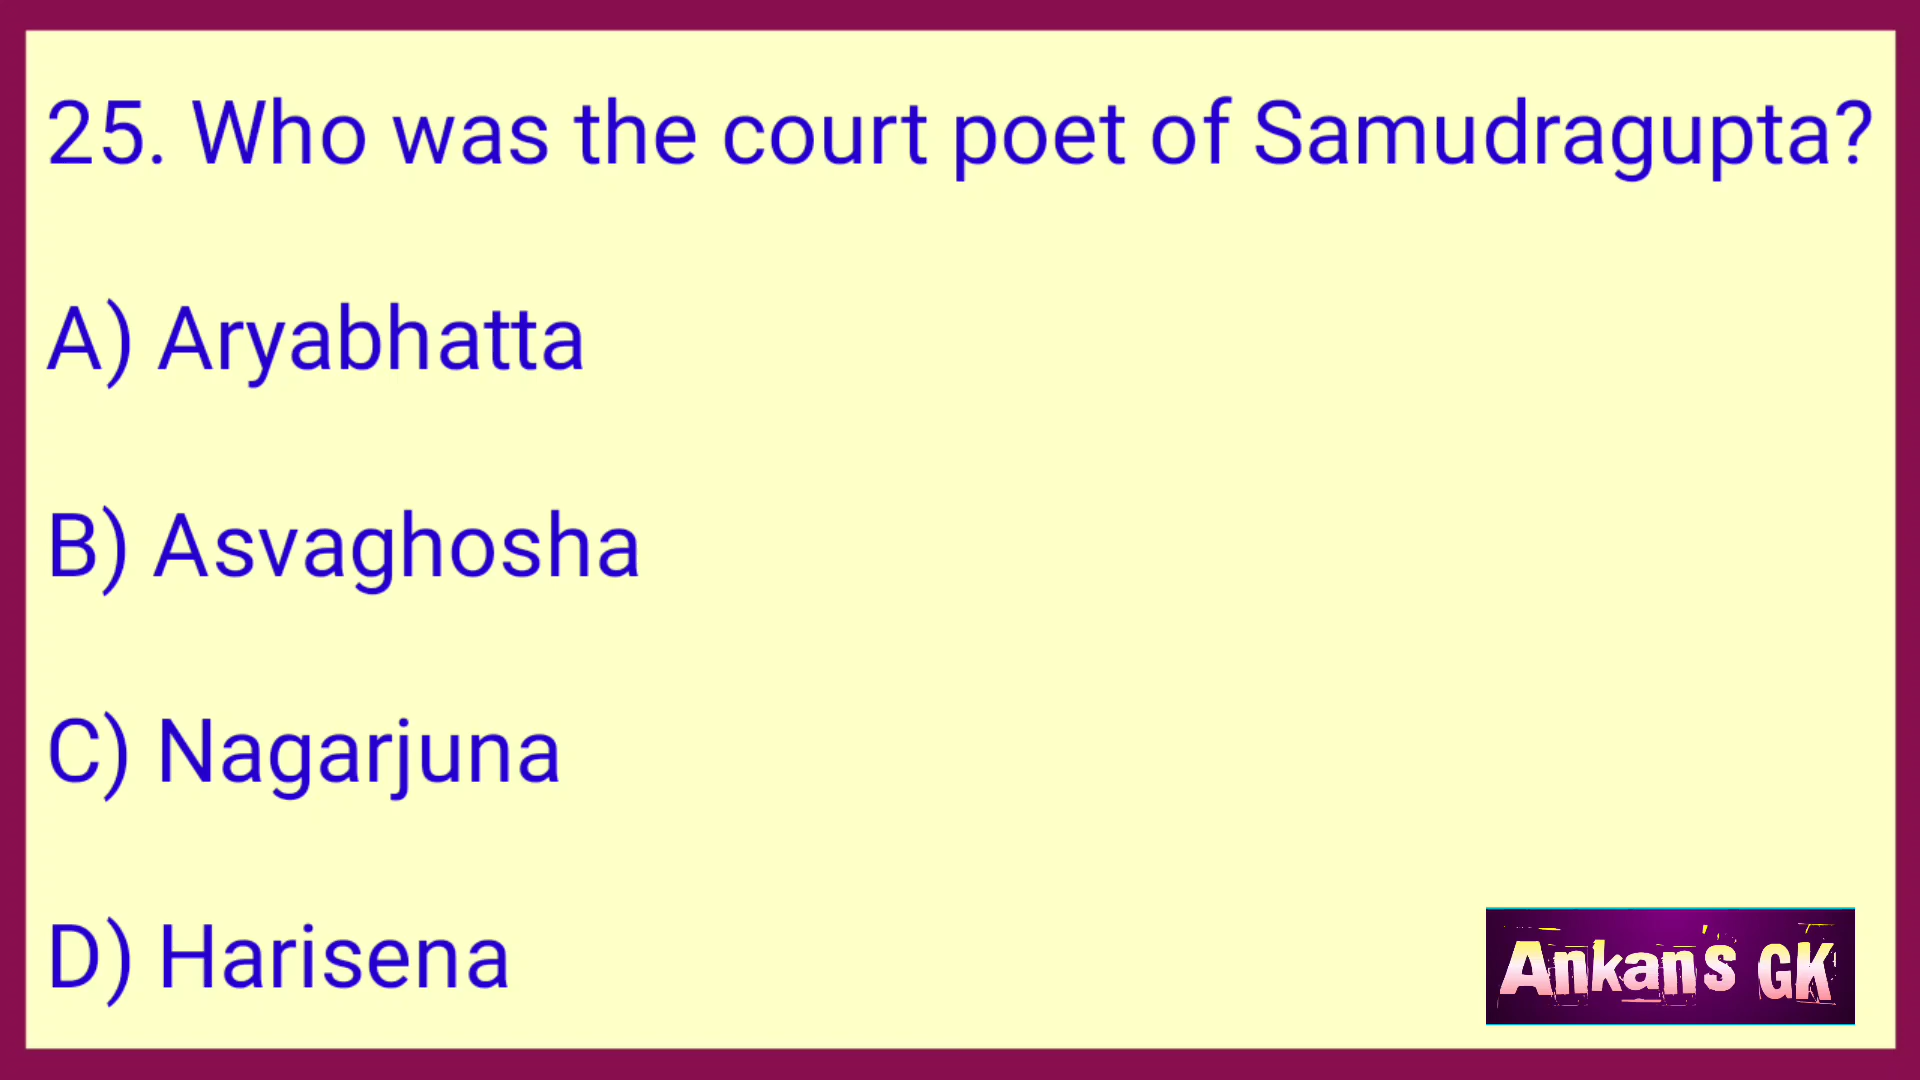 25. Who was the court poet of Samudragupta?
A) Aryabhatta
B) Asvaghosha
C) Nagarjuna
D) Harisena
Ankan's GK